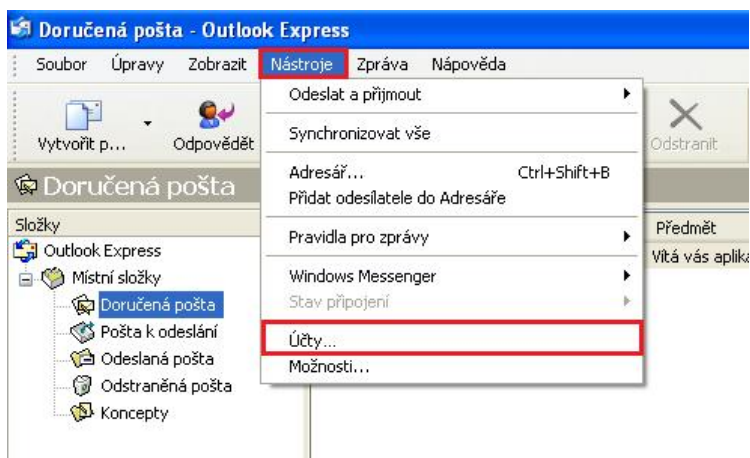 Doručená pošta - Outlook Express
Soubor Úpravy Zobrazit Nástroje Zpráva Nápověda
Vytvořit p... Odpovědět Odstranit
Odeslat a přijmout
Synchronizovat vše
Adresář... Ctrl+Shift+B
Přidat odesílatele do Adresáře
Pravidla pro zprávy
Windows Messenger
Stav připojení
Účty...
Možnosti...
Doručená pošta
Složky
Outlook Express
Místní složky
Doručená pošta
Pošta k odeslání
Odeslaná pošta
Odstraněná pošta
Koncepty
Předmět
Vítá vás aplika